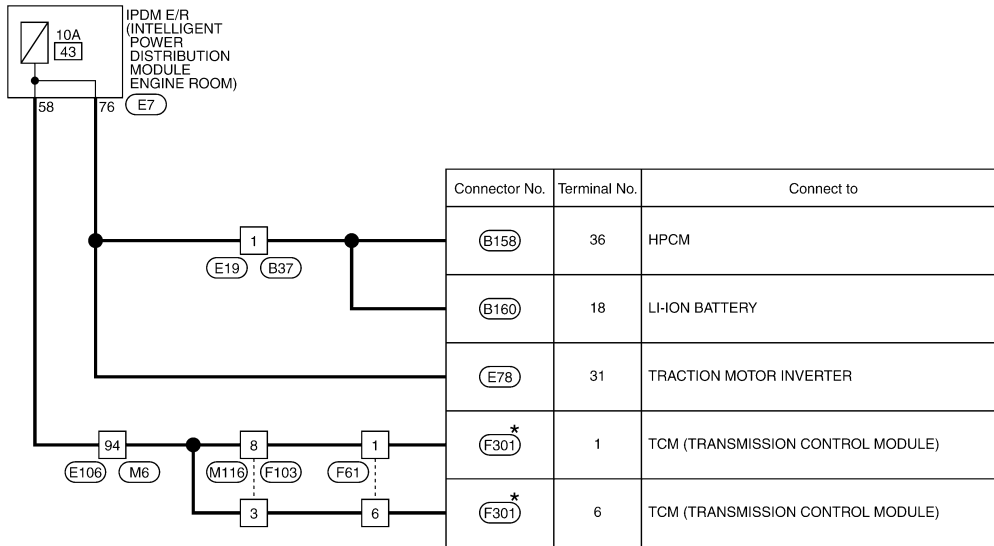 IPDM E/R
(INTELLIGENT
POWER
DISTRIBUTION
MODULE
ENGINE ROOM)
10A
43
58
76
E7
Connector No. Terminal No. Connect to
1
E19 B37
B158 36 HPCM
B160 18 LI-ION BATTERY
E78 31 TRACTION MOTOR INVERTER
94 8 1
E106 M6 M116 F103 F61
F301 * 1 TCM (TRANSMISSION CONTROL MODULE)
3 6
F301 * 6 TCM (TRANSMISSION CONTROL MODULE)